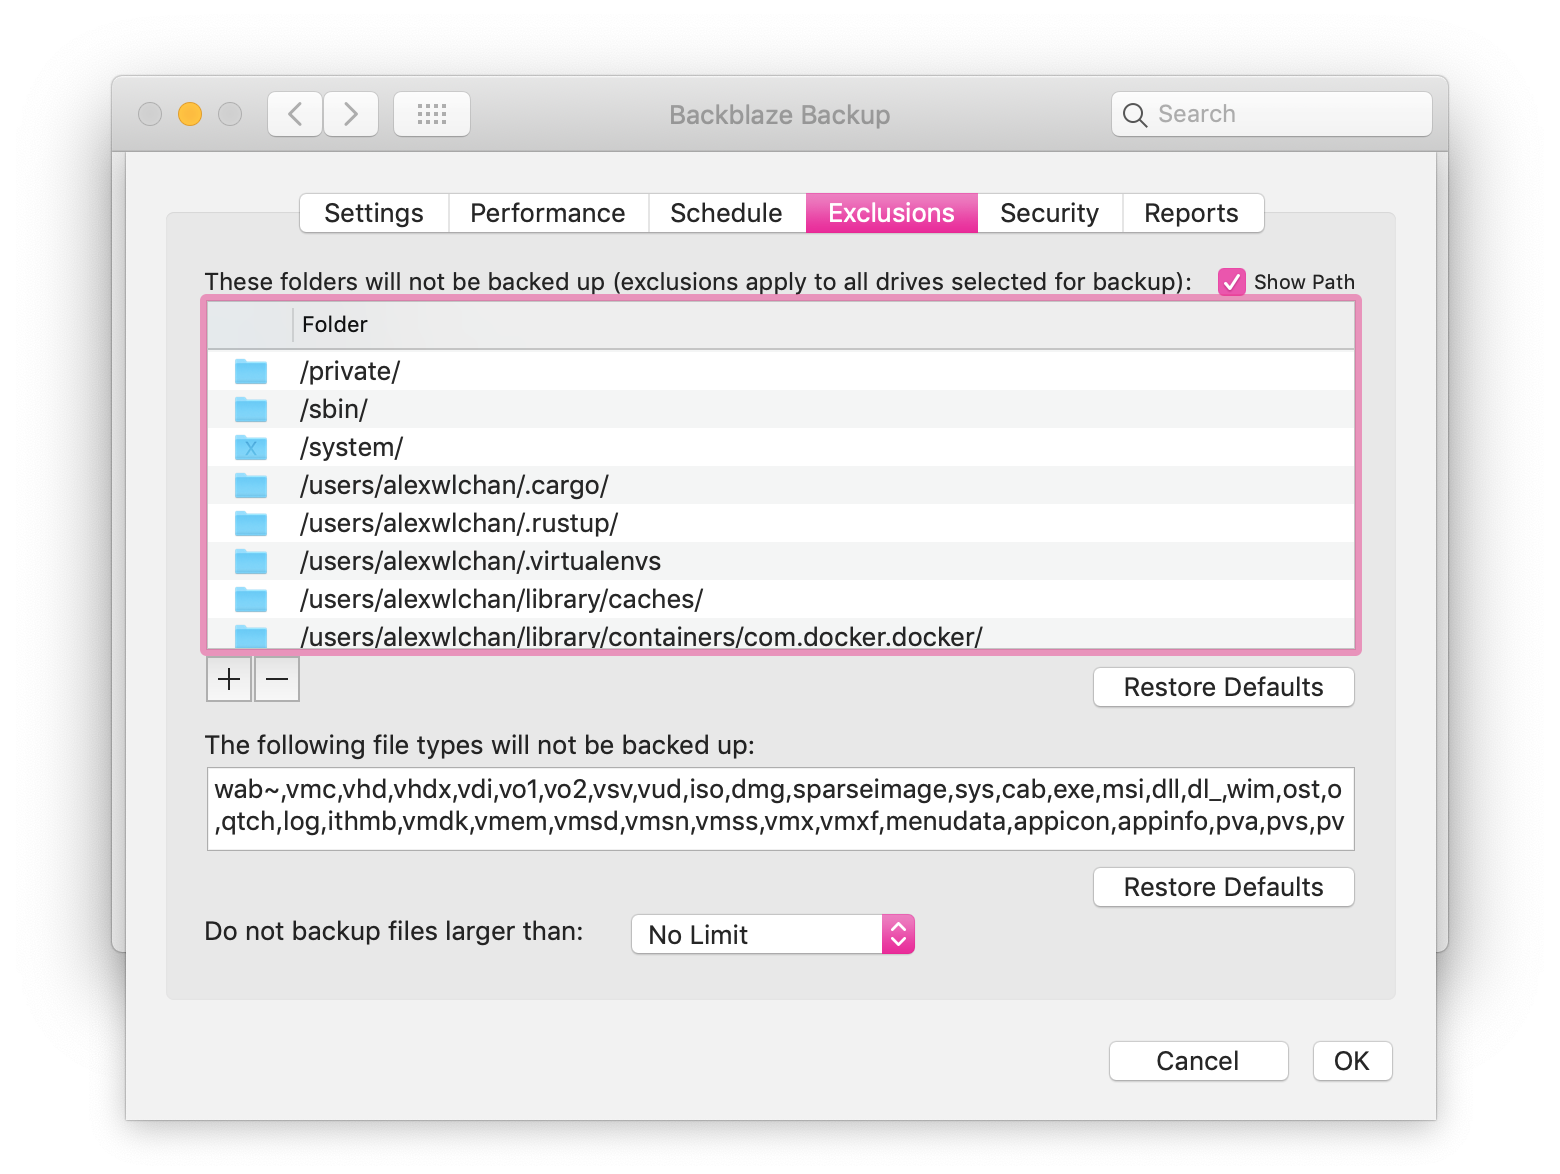 Backblaze Backup
Search
Settings Performance Schedule Exclusions Security Reports
These folders will not be backed up (exclusions apply to all drives selected for backup): Show Path
Folder
/private/
/sbin/
/system/
/users/alexwlchan/.cargo/
/users/alexwlchan/.rustup/
/users/alexwlchan/.virtualenvs
/users/alexwlchan/library/caches/
/users/alexwlchan/library/containers/com.docker.docker/
Restore Defaults
The following file types will not be backed up:
wab~,vmc,vhd,vhdx,vdi,vo1,vo2,vsv,vud,iso,dmg,sparseimage,sys,cab,exe,msi,dll,dl_,wim,ost,o
,qtch,log,ithmb,vmdk,vmem,vmsd,vmsn,vmss,vmx,vmxf,menudata,appicon,appinfo,pva,pvs,pv
Restore Defaults
Do not backup files larger than: No Limit
Cancel OK